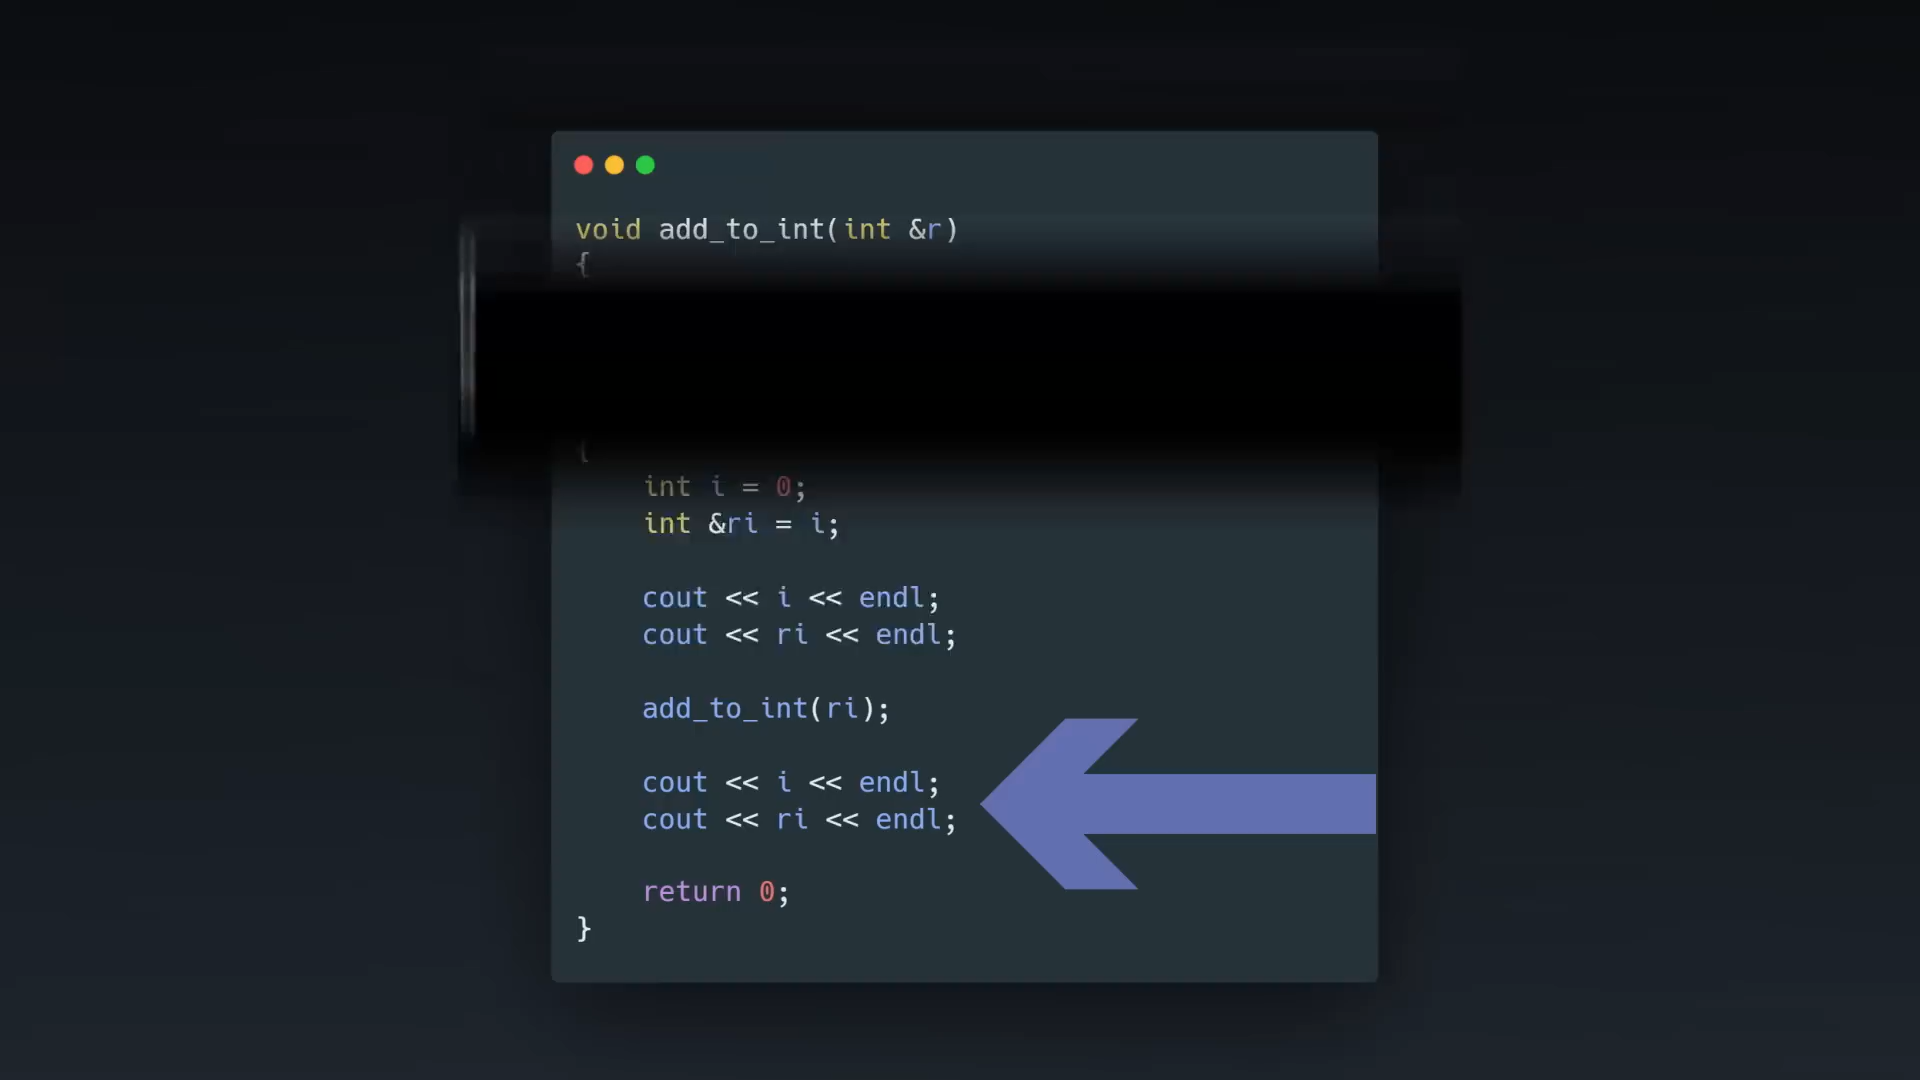 void add_to_int(int &r)
{
{
int i = 0;
int &ri = i;
cout << i << endl;
cout << ri << endl;
add_to_int(ri);
cout << i << endl;
cout << ri << endl;
return 0;
}